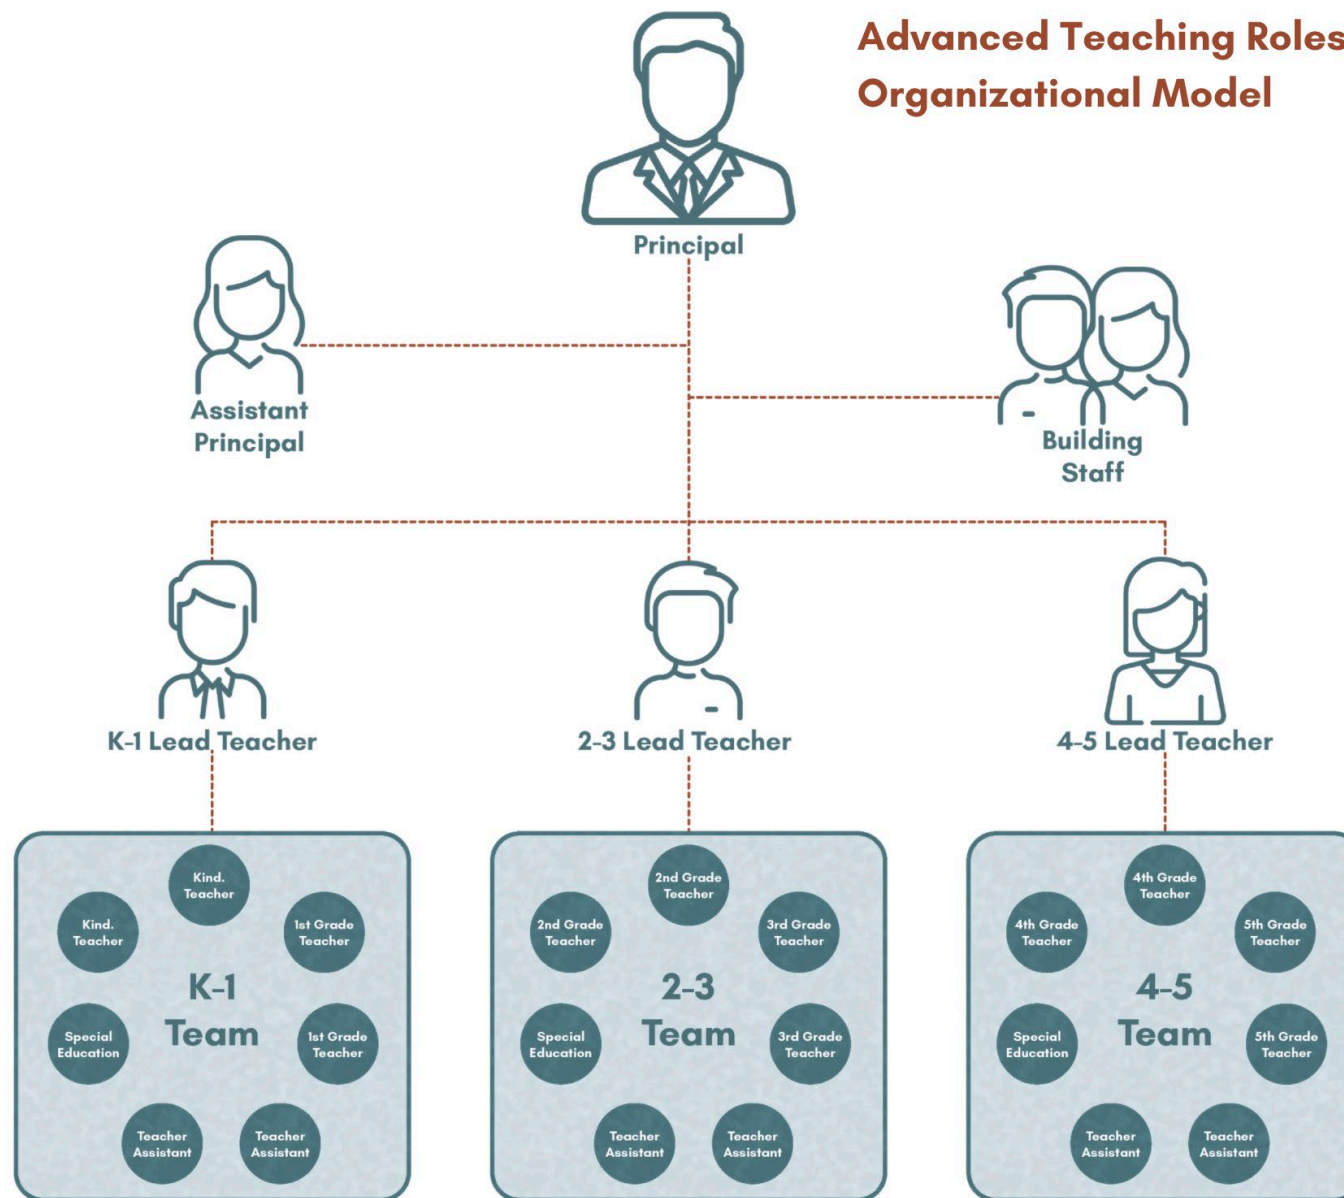 Advanced Teaching Roles
Organizational Model
Principal
Assistant
Principal
Building
Staff
K-1 Lead Teacher
2-3 Lead Teacher
4-5 Lead Teacher
Kind.
Teacher
Kind.
Teacher
1st Grade
Teacher
K-1
Team
Special
Education
1st Grade
Teacher
Teacher
Assistant
Teacher
Assistant
2nd Grade
Teacher
2nd Grade
Teacher
3rd Grade
Teacher
2-3
Team
Special
Education
3rd Grade
Teacher
Teacher
Assistant
Teacher
Assistant
4th Grade
Teacher
4th Grade
Teacher
5th Grade
Teacher
4-5
Team
Special
Education
5th Grade
Teacher
Teacher
Assistant
Teacher
Assistant